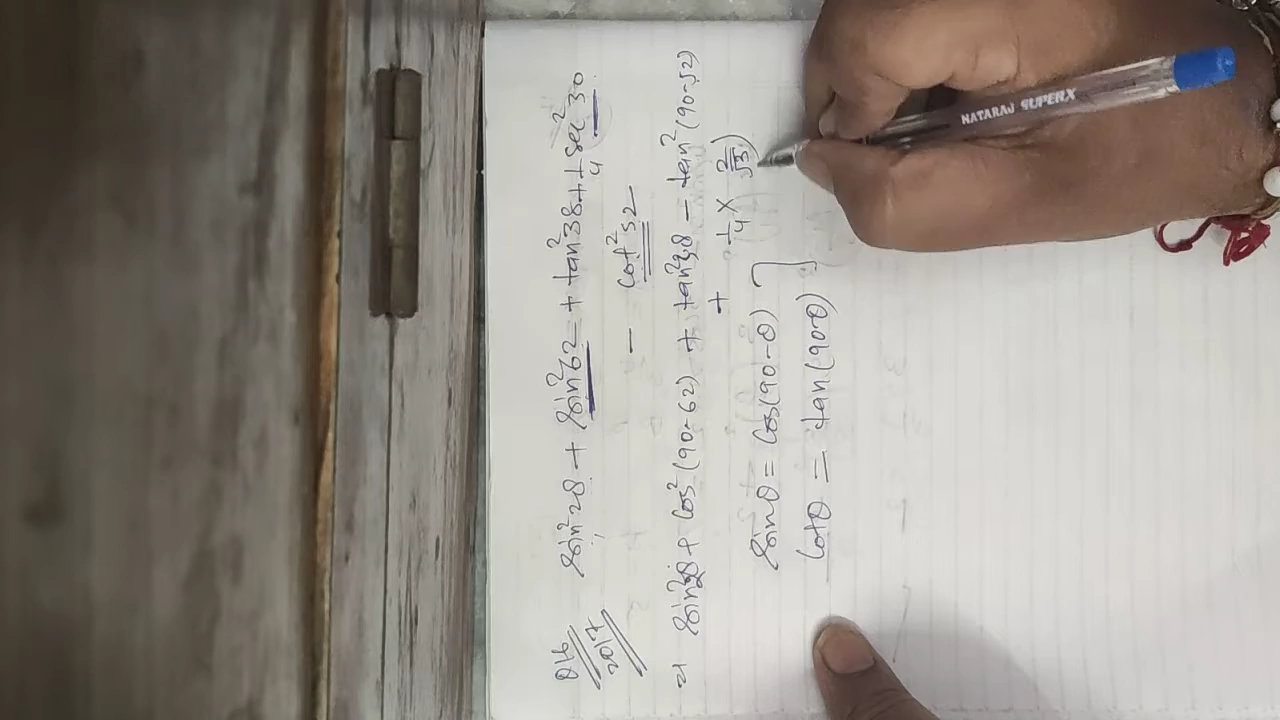 Q16
2017
sin²28 + sin²62 + tan²38 + 1/4 sec²30
- cot²52
=) sin²28 + cos²(90-62) + tan²38 - tan²(90-52)
+ 1/4 × (2/√3)
sinθ = cos(90-θ)
cotθ = tan(90-θ)
NATARAJ SUPERX